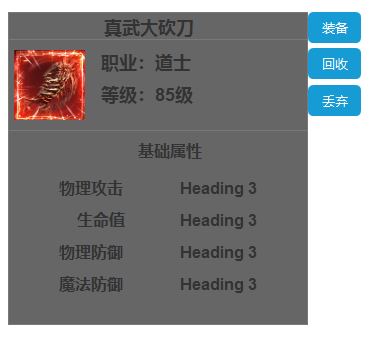 真武大砍刀
装备
职业：道士
回收
等级：85级
丢弃
基础属性
物理攻击 Heading 3
生命值 Heading 3
物理防御 Heading 3
魔法防御 Heading 3